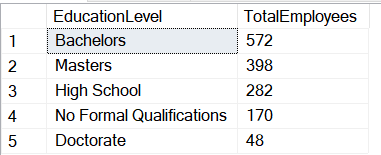 EducationLevel TotalEmployees
1 Bachelors 572
2 Masters 398
3 High School 282
4 No Formal Qualifications 170
5 Doctorate 48